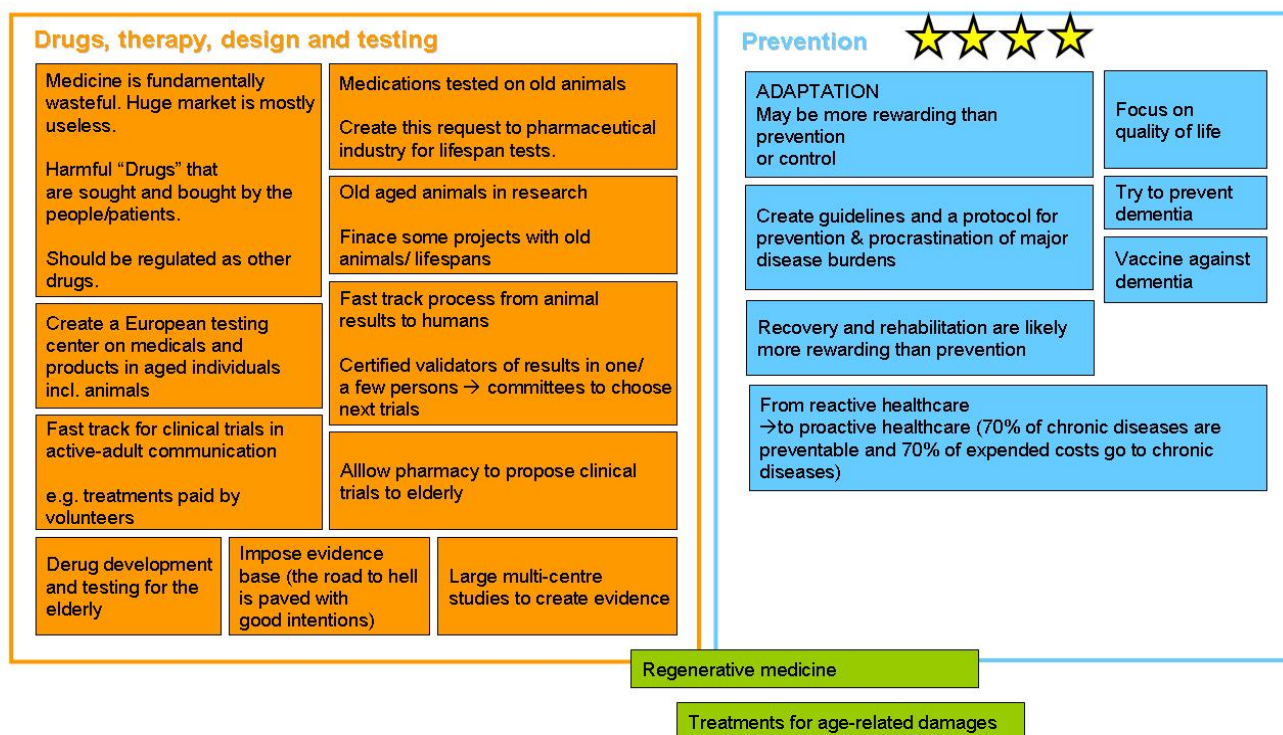 Drugs, therapy, design and testing
Medicine is fundamentally
wasteful. Huge market is mostly
useless.
Harmful “Drugs” that
are sought and bought by the
people/patients.
Should be regulated as other
drugs.
Medications tested on old animals
Create this request to pharmaceutical
industry for lifespan tests.
Old aged animals in research
Finace some projects with old
animals/ lifespans
Create a European testing
center on medicals and
products in aged individuals
incl. animals
Fast track process from animal
results to humans
Certified validators of results in one/
a few persons → committees to choose
next trials
Fast track for clinical trials in
active-adult communication
e.g. treatments paid by
volunteers
Alllow pharmacy to propose clinical
trials to elderly
Derug development
and testing for the
elderly
Impose evidence
base (the road to hell
is paved with
good intentions)
Large multi-centre
studies to create evidence
Prevention
ADAPTATION
May be more rewarding than
prevention
or control
Focus on
quality of life
Create guidelines and a protocol for
prevention & procrastination of major
disease burdens
Try to prevent
dementia
Vaccine against
dementia
Recovery and rehabilitation are likely
more rewarding than prevention
From reactive healthcare
→to proactive healthcare (70% of chronic diseases are
preventable and 70% of expended costs go to chronic
diseases)
Regenerative medicine
Treatments for age-related damages